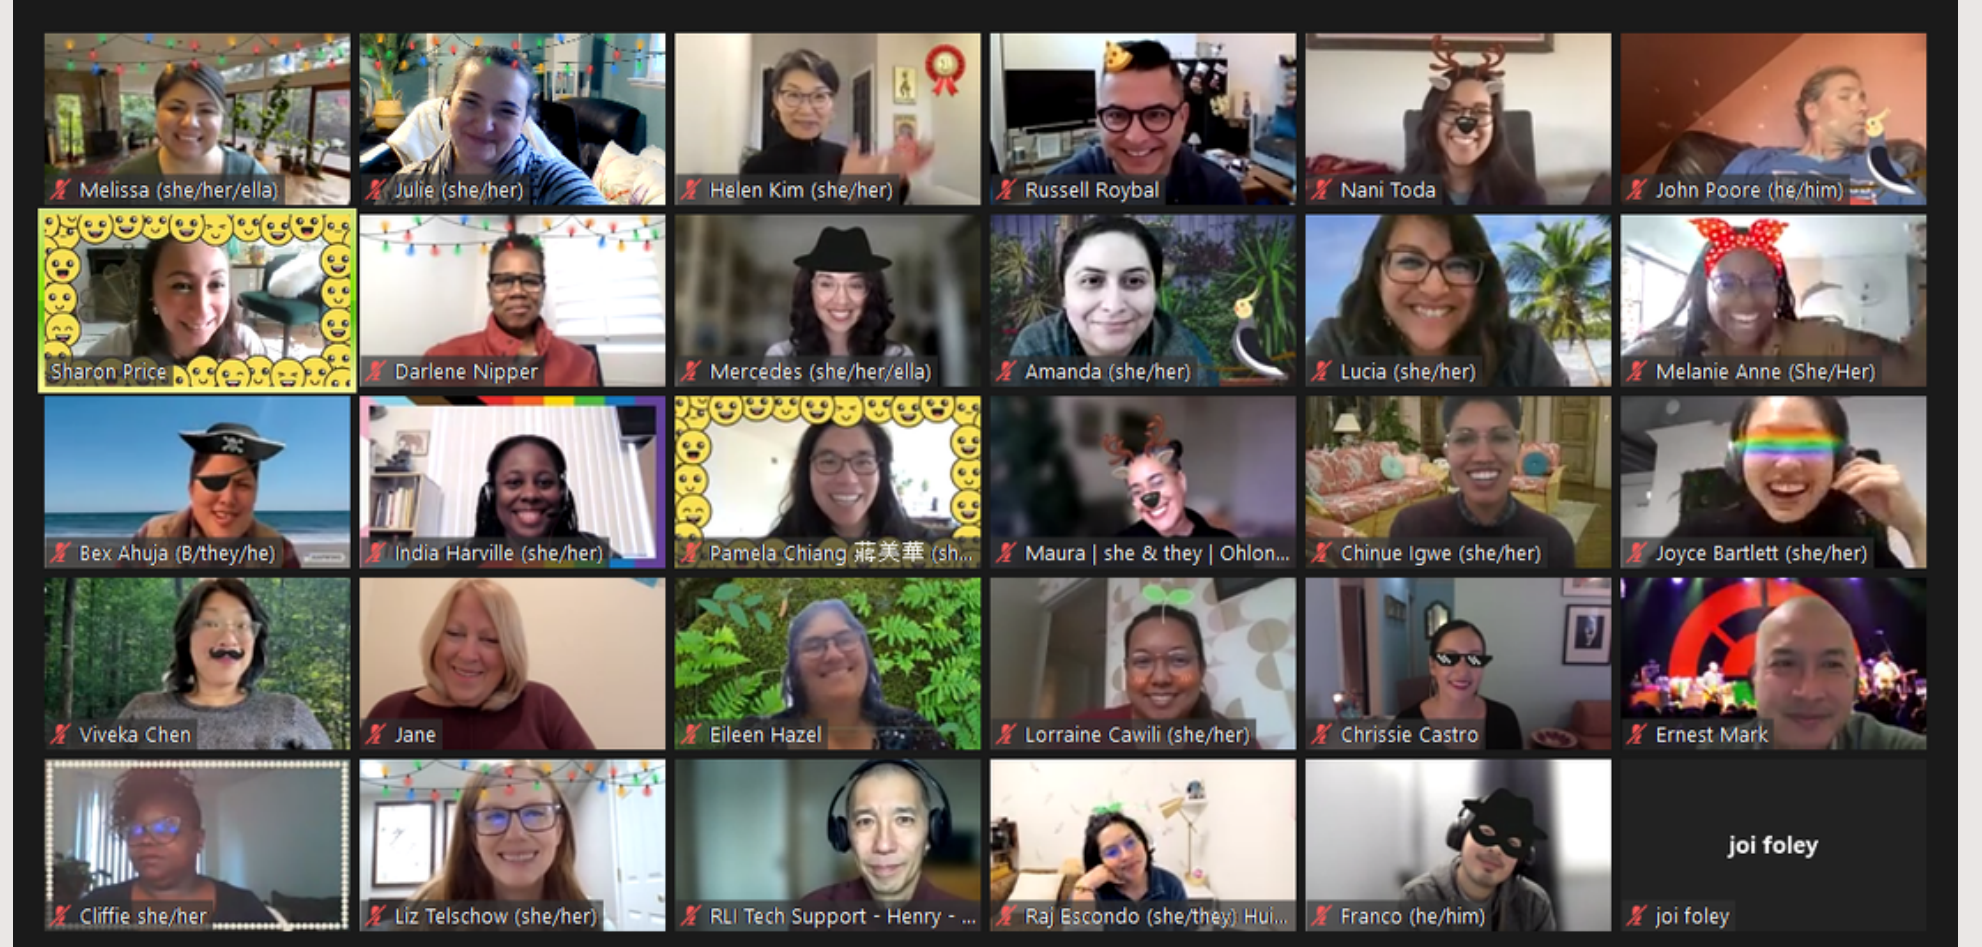 Melissa (she/her/ella)
Julie (she/her)
Helen Kim (she/her)
Russell Roybal
Nani Toda
John Poore (he/him)
Sharon Price
Darlene Nipper
Mercedes (she/her/ella)
Amanda (she/her)
Lucia (she/her)
Melanie Anne (She/Her)
Bex Ahuja (B/they/he)
India Harville (she/her)
Pamela Chiang 蔣美華 (sh...
Maura | she & they | Ohlon...
Chinue Igwe (she/her)
Joyce Bartlett (she/her)
Viveka Chen
Jane
Eileen Hazel
Lorraine Cawili (she/her)
Chrissie Castro
Ernest Mark
Cliffie she/her
Liz Telschow (she/her)
RLI Tech Support - Henry - ...
Raj Escondo (she/they) Hui...
Franco (he/him)
joi foley
joi foley